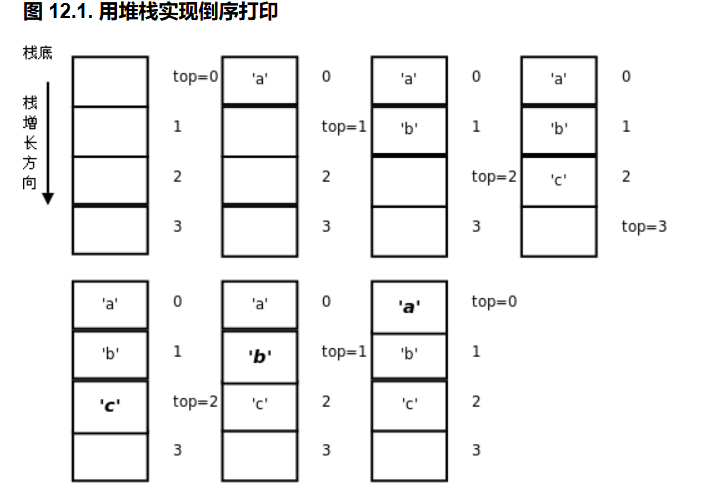 图 12.1. 用堆栈实现倒序打印
栈底
栈增长方向
top=0 'a' 0 'a' 0 'a' 0
1 top=1 'b' 1 'b' 1
2 2 top=2 'c' 2
3 3 3 top=3
'a' 0 'a' 0 'a' top=0
'b' 1 'b' top=1 'b' 1
'c' top=2 'c' 2 'c' 2
3 3 3